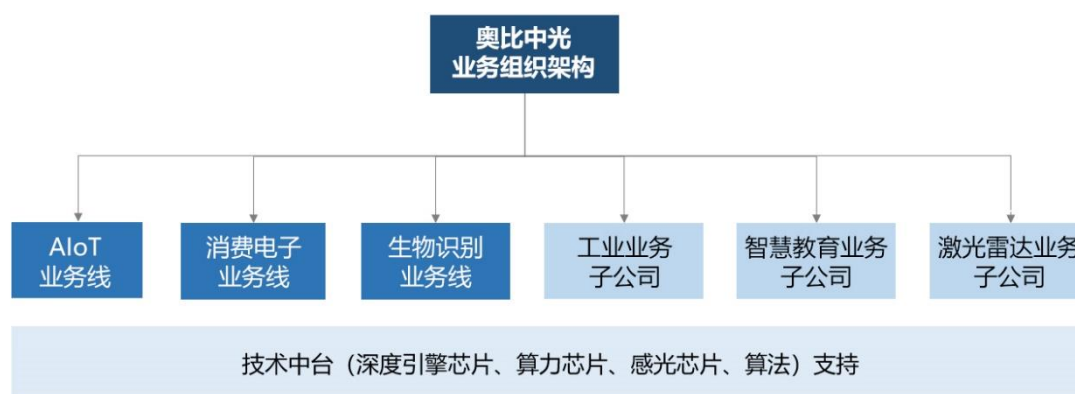 奥比中光
业务组织架构
AIoT
业务线
消费电子
业务线
生物识别
业务线
工业业务
子公司
智慧教育业务
子公司
激光雷达业务
子公司
技术中台（深度引擎芯片、算力芯片、感光芯片、算法）支持